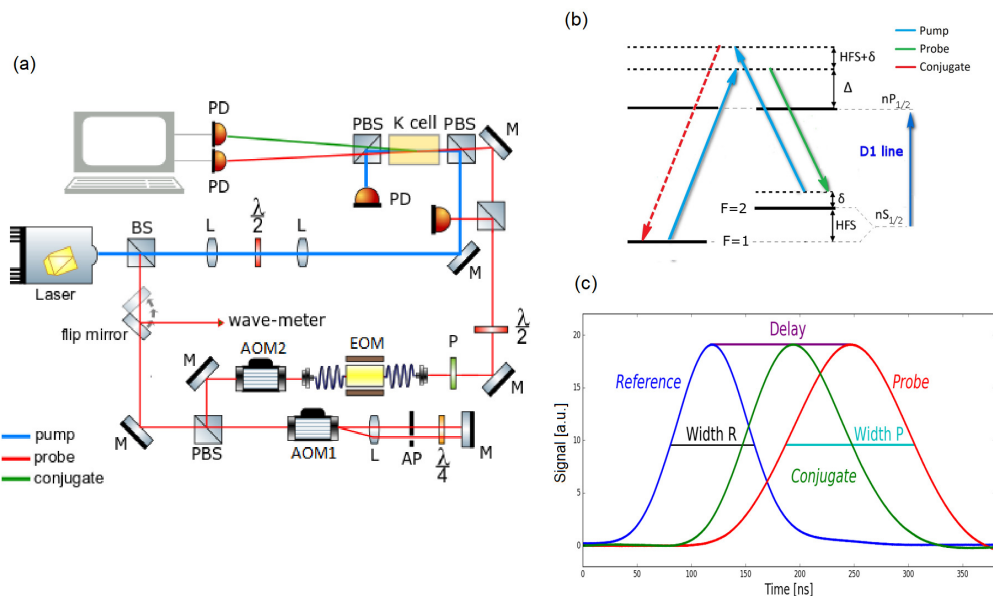 (a)
PD
PBS
K cell
PBS
M
PD
PD
BS
L
λ/2
L
M
Laser
flip mirror
wave-meter
λ/2
M
AOM2
EOM
P
M
M
PBS
AOM1
L
AP
λ/4
M
pump
probe
conjugate
(b)
Pump
Probe
Conjugate
HFS+δ
Δ
nP1/2
D1 line
δ
F=2
HFS
nS1/2
F=1
(c)
Delay
Reference
Probe
Width R
Width P
Conjugate
Signal [a.u.]
20
15
10
5
0
0 50 100 150 200 250 300 350
Time [ns]